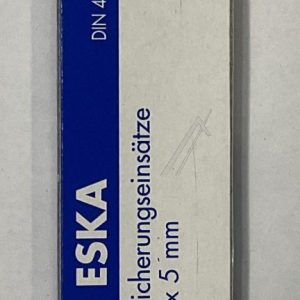 DIN 4
ESKA
icherungseinsätze
x 5 mm